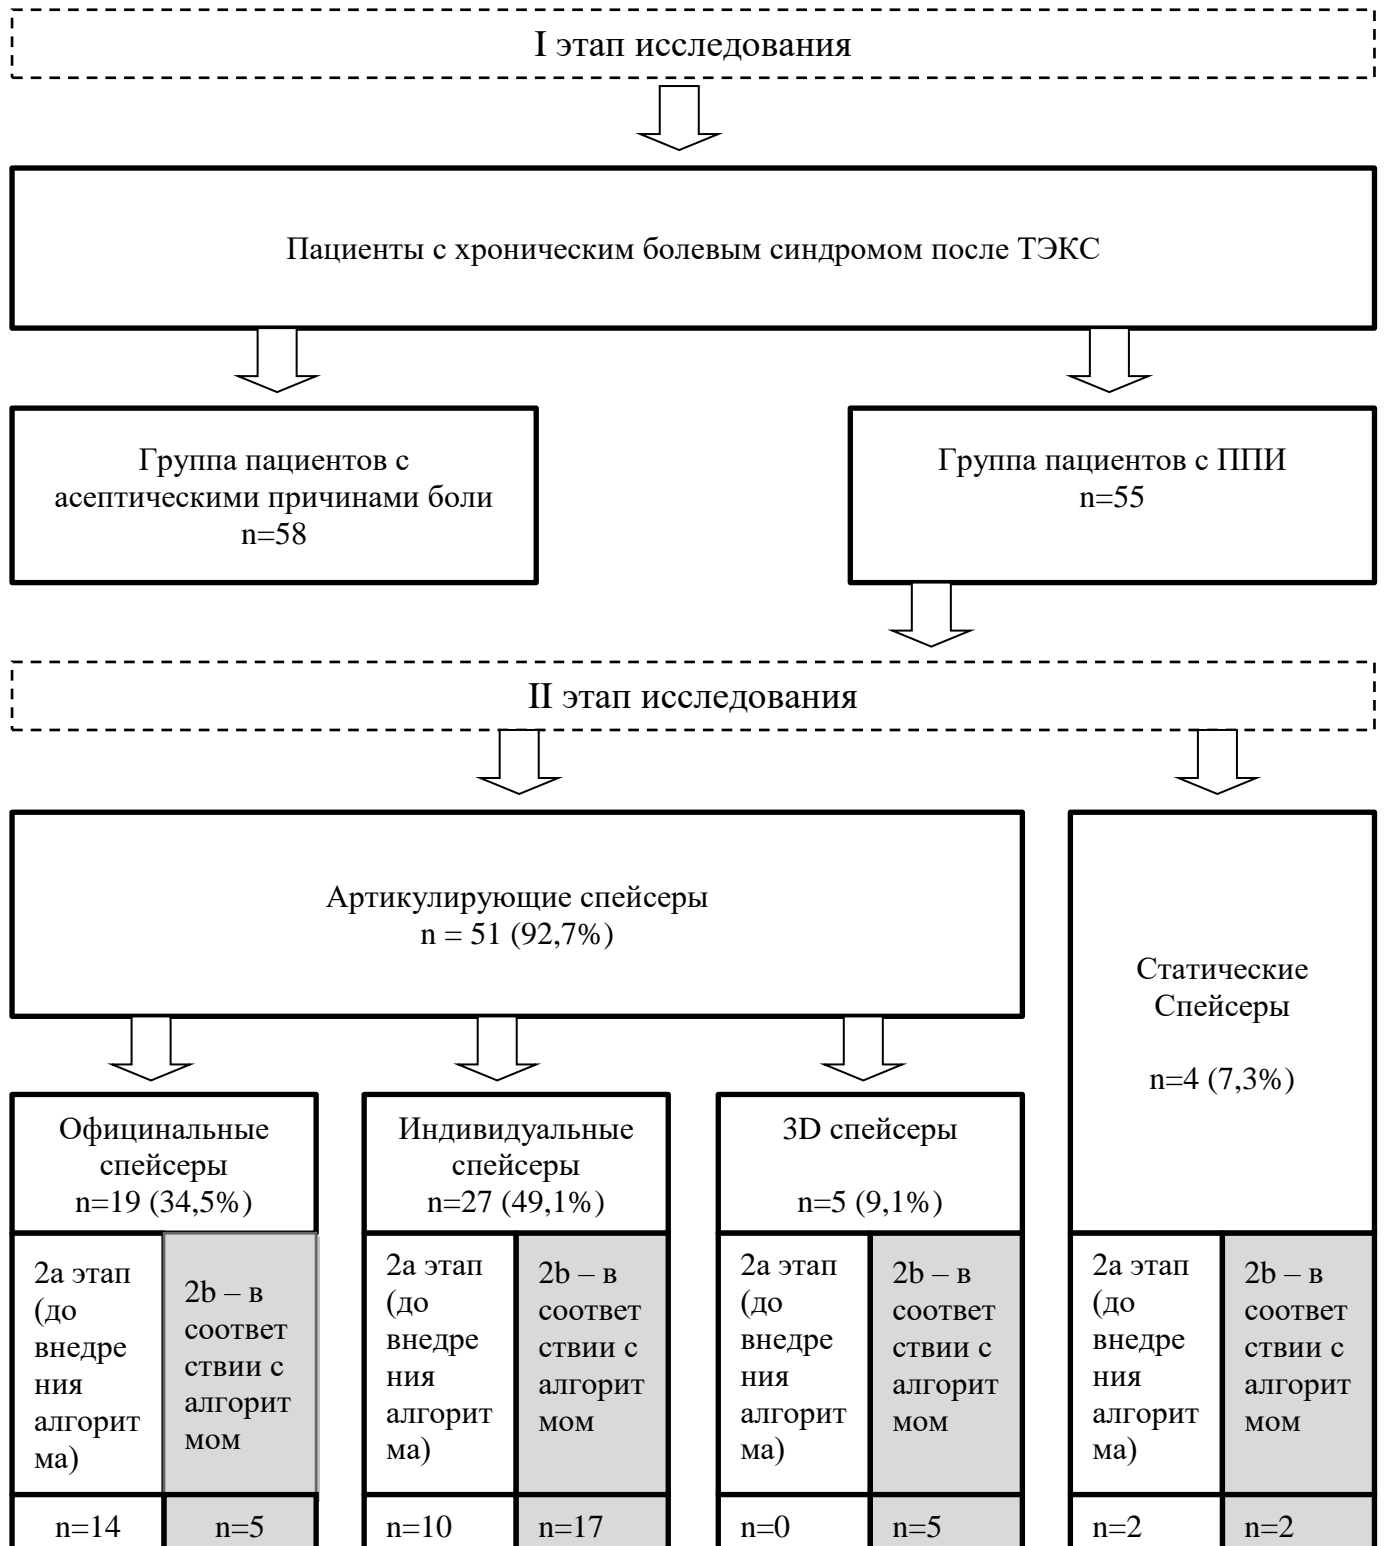 I этап исследования
Пациенты с хроническим болевым синдромом после ТЭКС
Группа пациентов с
асептическими причинами боли
n=58
Группа пациентов с ППИ
n=55
II этап исследования
Артикулирующие спейсеры
n = 51 (92,7%)
Статические
Спейсеры
n=4 (7,3%)
Официнальные
спейсеры
n=19 (34,5%)
Индивидуальные
спейсеры
n=27 (49,1%)
3D спейсеры
n=5 (9,1%)
2а этап
(до
внедре
ния
алгорит
ма)
2b – в
соответ
ствии с
алгорит
мом
2а этап
(до
внедре
ния
алгорит
ма)
2b – в
соответ
ствии с
алгорит
мом
2а этап
(до
внедре
ния
алгорит
ма)
2b – в
соответ
ствии с
алгорит
мом
2а этап
(до
внедре
ния
алгорит
ма)
2b – в
соответ
ствии с
алгорит
мом
n=14
n=5
n=10
n=17
n=0
n=5
n=2
n=2